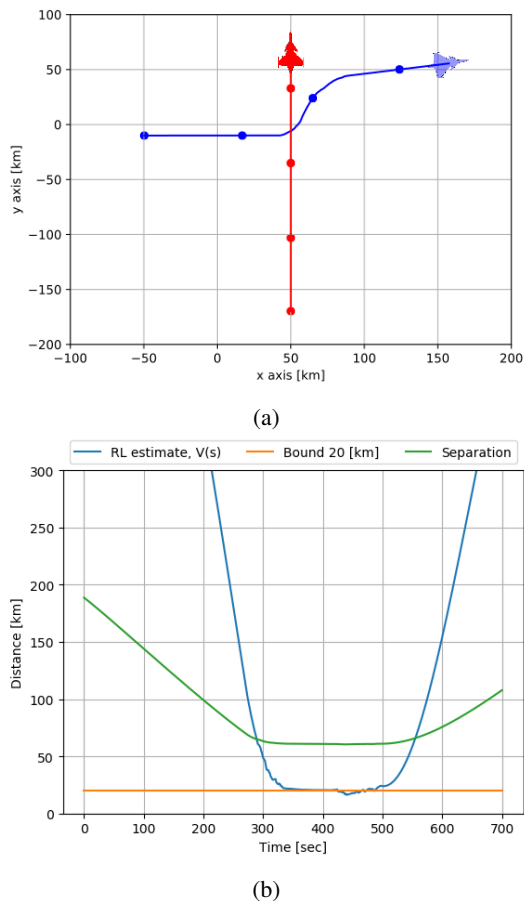 100
50
0
−50
−100
−150
−200
y axis [km]
−100 −50 0 50 100 150 200
x axis [km]
(a)
RL estimate, V(s) Bound 20 [km] Separation
300
250
200
150
100
50
0
Distance [km]
0 100 200 300 400 500 600 700
Time [sec]
(b)